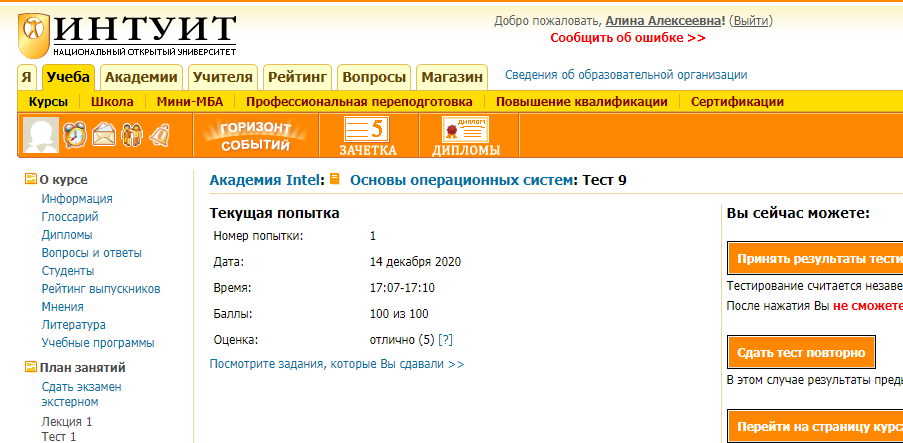 ИНТУИТ
НАЦИОНАЛЬНЫЙ ОТКРЫТЫЙ УНИВЕРСИТЕТ
Добро пожаловать, Алина Алексеевна! (Выйти)
Сообщить об ошибке >>
Я Учеба Академии Учителя Рейтинг Вопросы Магазин Сведения об образовательной организации
Курсы Школа Мини-МБА Профессиональная переподготовка Повышение квалификации Сертификации
ГОРИЗОНТ СОБЫТИЙ
5
ЗАЧЕТКА
ДИПЛОМ
ДИПЛОМЫ
О курсе
Информация
Глоссарий
Дипломы
Вопросы и ответы
Студенты
Рейтинг выпускников
Мнения
Литература
Учебные программы
План занятий
Сдать экзамен
экстерном
Лекция 1
Тест 1
Академия Intel: Основы операционных систем: Тест 9
Текущая попытка
Номер попытки: 1
Дата: 14 декабря 2020
Время: 17:07-17:10
Баллы: 100 из 100
Оценка: отлично (5) [?]
Посмотрите задания, которые Вы сдавали >>
Вы сейчас можете:
Принять результаты тести
Тестирование считается незаве
После нажатия Вы не сможете
Сдать тест повторно
В этом случае результаты пред
Перейти на страницу курс